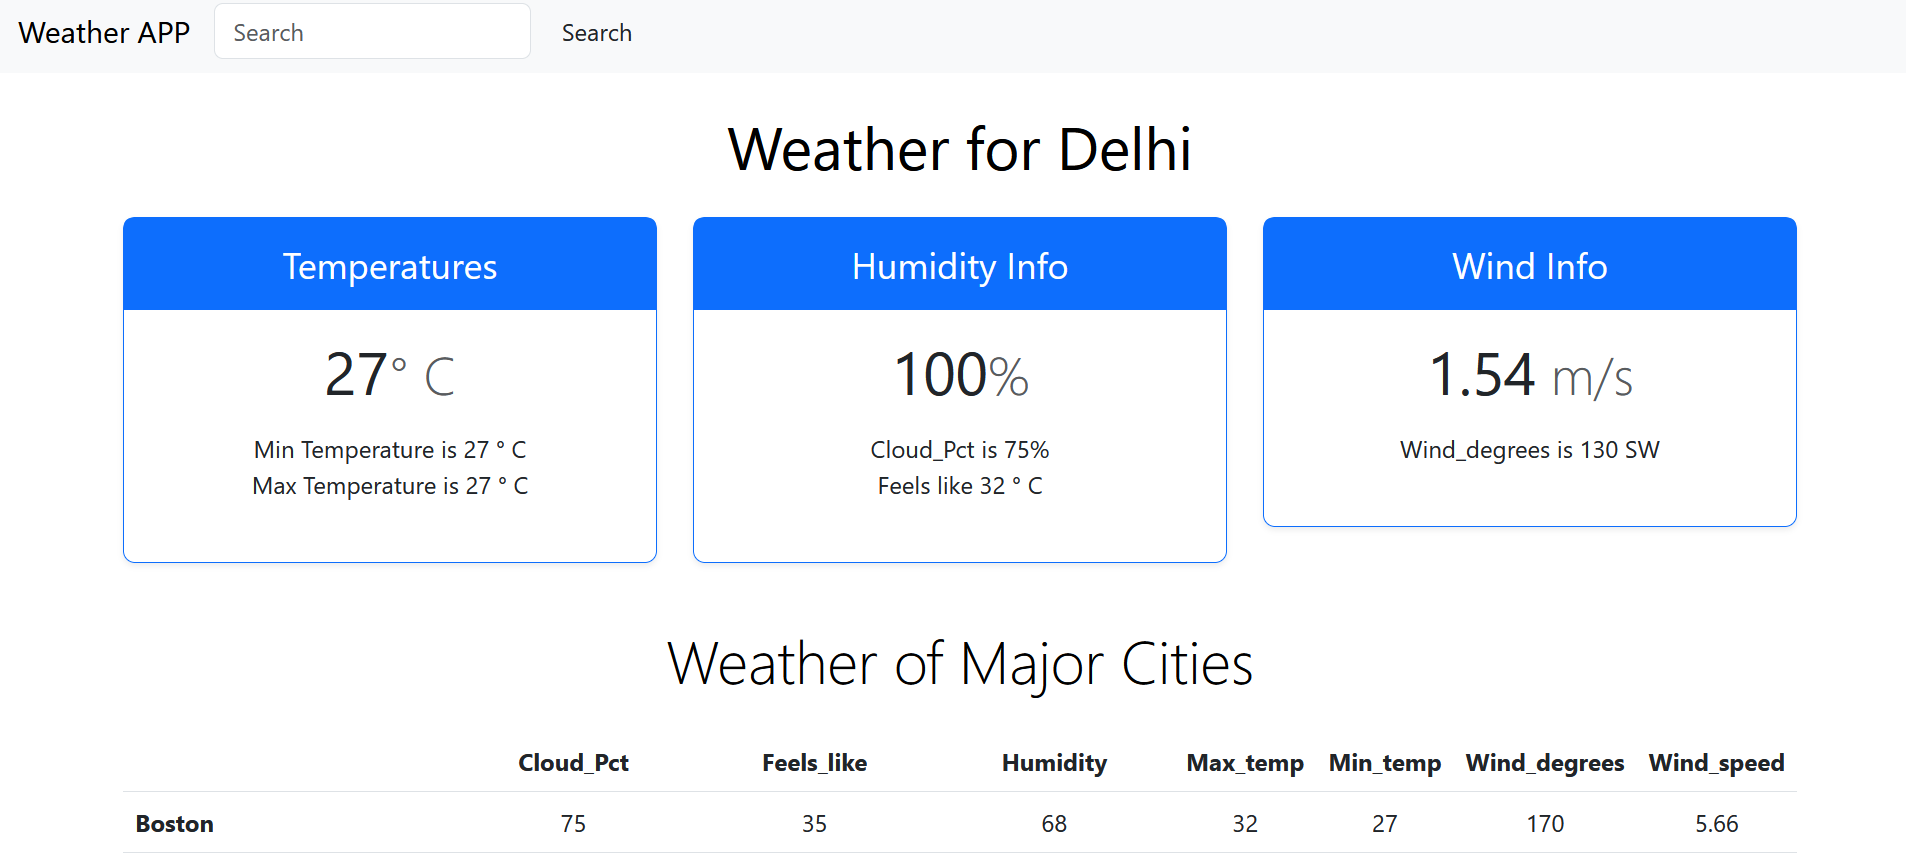 Weather APP Search Search
Weather for Delhi
Temperatures
27° C
Min Temperature is 27 ° C
Max Temperature is 27 ° C
Humidity Info
100%
Cloud_Pct is 75%
Feels like 32 ° C
Wind Info
1.54 m/s
Wind_degrees is 130 SW
Weather of Major Cities
Cloud_Pct Feels_like Humidity Max_temp Min_temp Wind_degrees Wind_speed
Boston 75 35 68 32 27 170 5.66